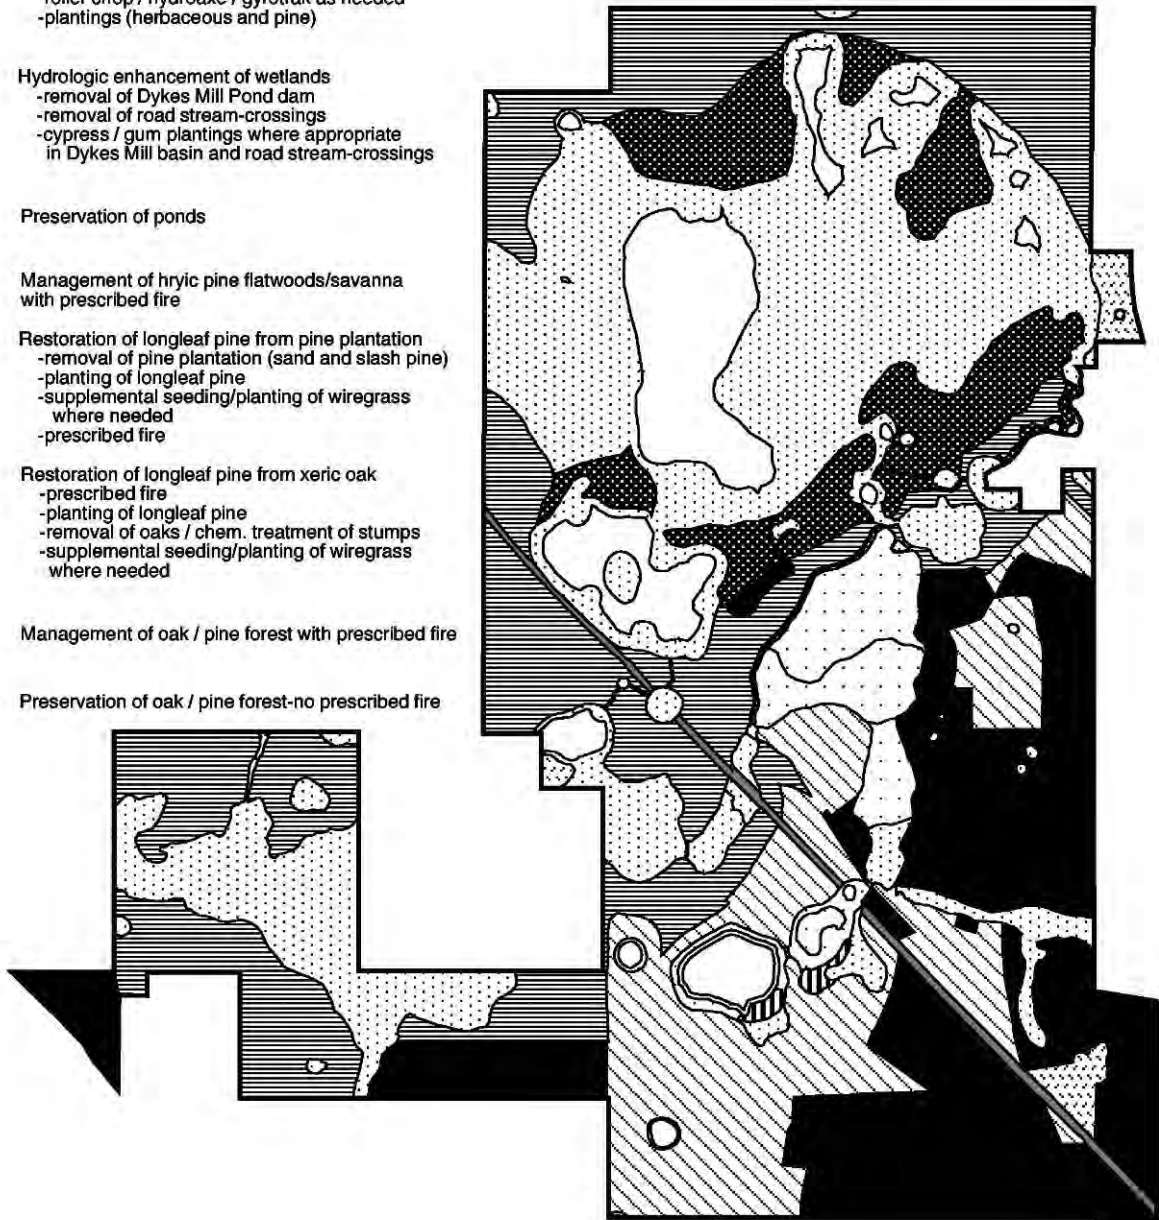 -roller chop / hydroaxe / gyrotrak as needed
-plantings (herbaceous and pine)
Hydrologic enhancement of wetlands
-removal of Dykes Mill Pond dam
-removal of road stream-crossings
-cypress / gum plantings where appropriate
in Dykes Mill basin and road stream-crossings
Preservation of ponds
Management of hryic pine flatwoods/savanna
with prescribed fire
Restoration of longleaf pine from pine plantation
-removal of pine plantation (sand and slash pine)
-planting of longleaf pine
-supplemental seeding/planting of wiregrass
where needed
-prescribed fire
Restoration of longleaf pine from xeric oak
-prescribed fire
-planting of longleaf pine
-removal of oaks / chem. treatment of stumps
-supplemental seeding/planting of wiregrass
where needed
Management of oak / pine forest with prescribed fire
Preservation of oak / pine forest-no prescribed fire